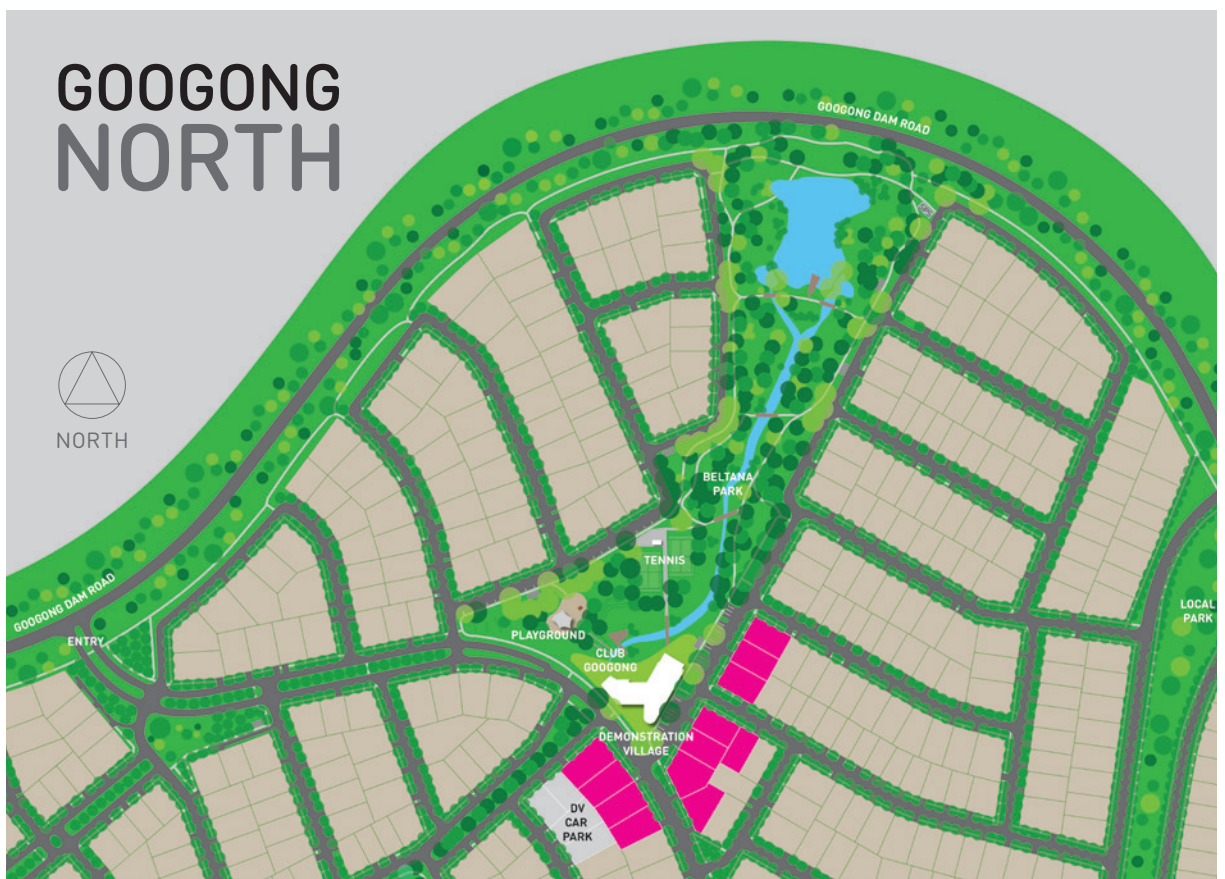 GOOGONG
NORTH
GOOGONG DAM ROAD
NORTH
BELTANA
PARK
TENNIS
GOOGONG DAM ROAD
LOCAL
PARK
ENTRY
PLAYGROUND
CLUB
GOOGONG
DEMONSTRATION
VILLAGE
DV
CAR
PARK